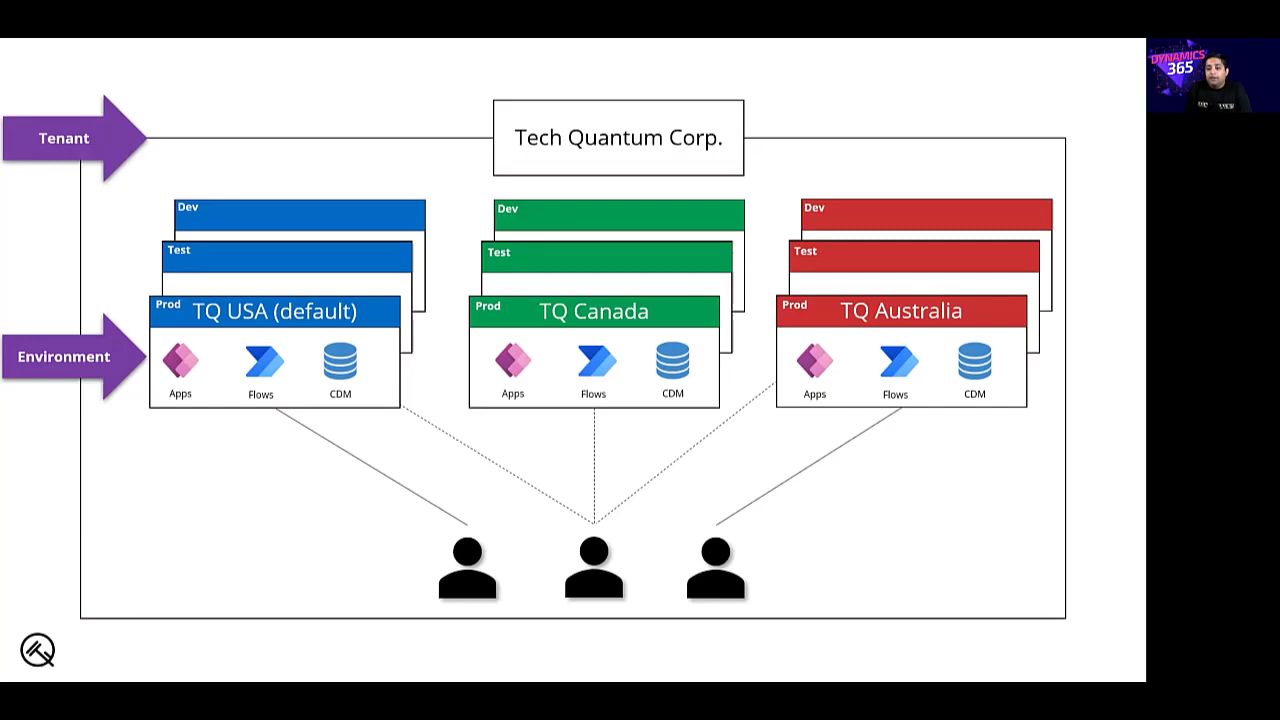 DYNAMICS
365
Tenant
Tech Quantum Corp.
Dev
Dev
Dev
Test
Test
Test
Prod
TQ USA (default)
Prod
TQ Canada
Prod
TQ Australia
Environment
Apps
Flows
CDM
Apps
Flows
CDM
Apps
Flows
CDM